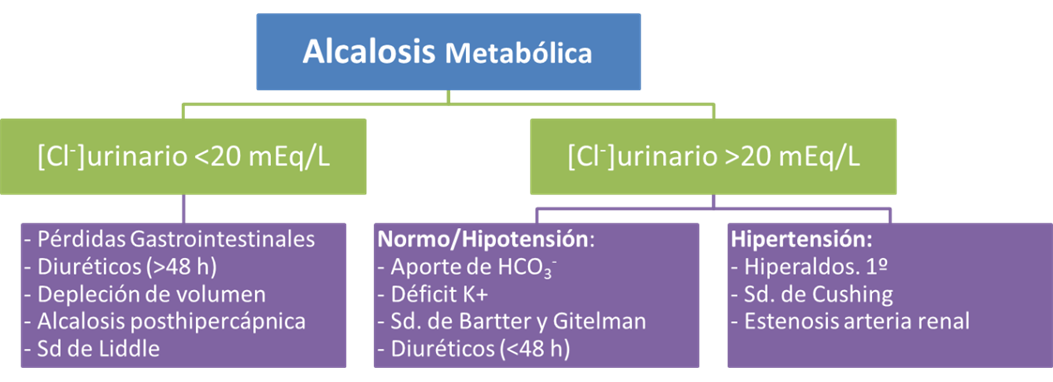 Alcalosis Metabólica
[Cl⁻]urinario <20 mEq/L
[Cl⁻]urinario >20 mEq/L
- Pérdidas Gastrointestinales
- Diuréticos (>48 h)
- Depleción de volumen
- Alcalosis posthipercápnica
- Sd de Liddle
Normo/Hipotensión:
- Aporte de HCO₃⁻
- Déficit K+
- Sd. de Bartter y Gitelman
- Diuréticos (<48 h)
Hipertensión:
- Hiperaldos. 1º
- Sd. de Cushing
- Estenosis arteria renal